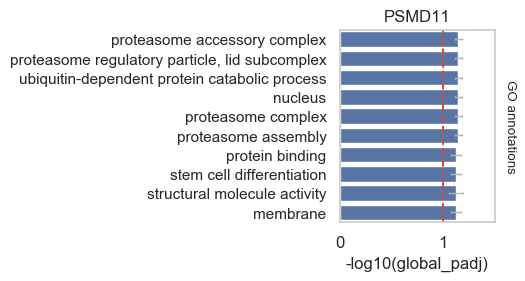 PSMD11
proteasome accessory complex
proteasome regulatory particle, lid subcomplex
ubiquitin-dependent protein catabolic process
nucleus
proteasome complex
proteasome assembly
protein binding
stem cell differentiation
structural molecule activity
membrane
GO annotations
0 1
-log10(global_padj)